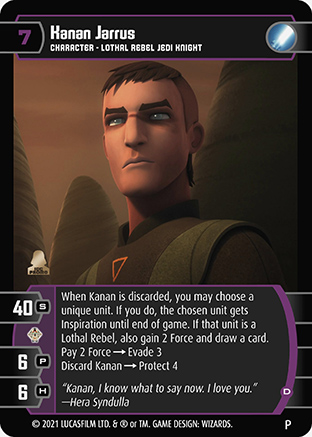 7
Kanan Jarrus
CHARACTER - LOTHAL REBEL JEDI KNIGHT
40 S
6 P
6 H
When Kanan is discarded, you may choose a
unique unit. If you do, the chosen unit gets
Inspiration until end of game. If that unit is a
Lothal Rebel, also gain 2 Force and draw a card.
Pay 2 Force → Evade 3
Discard Kanan → Protect 4
"Kanan, I know what to say now. I love you."
—Hera Syndulla
D
© 2021 LUCASFILM LTD. & ® or TM. GAME DESIGN: WIZARDS.
P